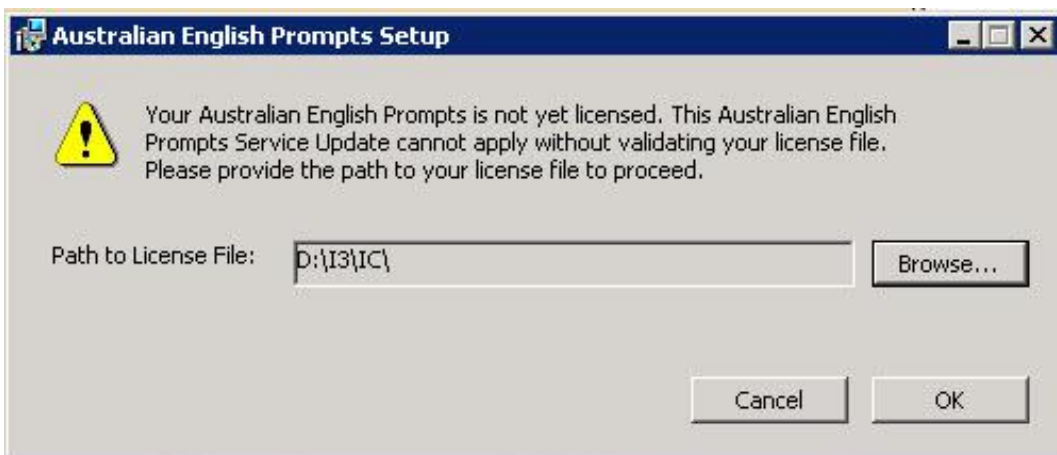 Australian English Prompts Setup
Your Australian English Prompts is not yet licensed. This Australian English
Prompts Service Update cannot apply without validating your license file.
Please provide the path to your license file to proceed.
Path to License File: D:\I3\IC\ Browse...
Cancel OK